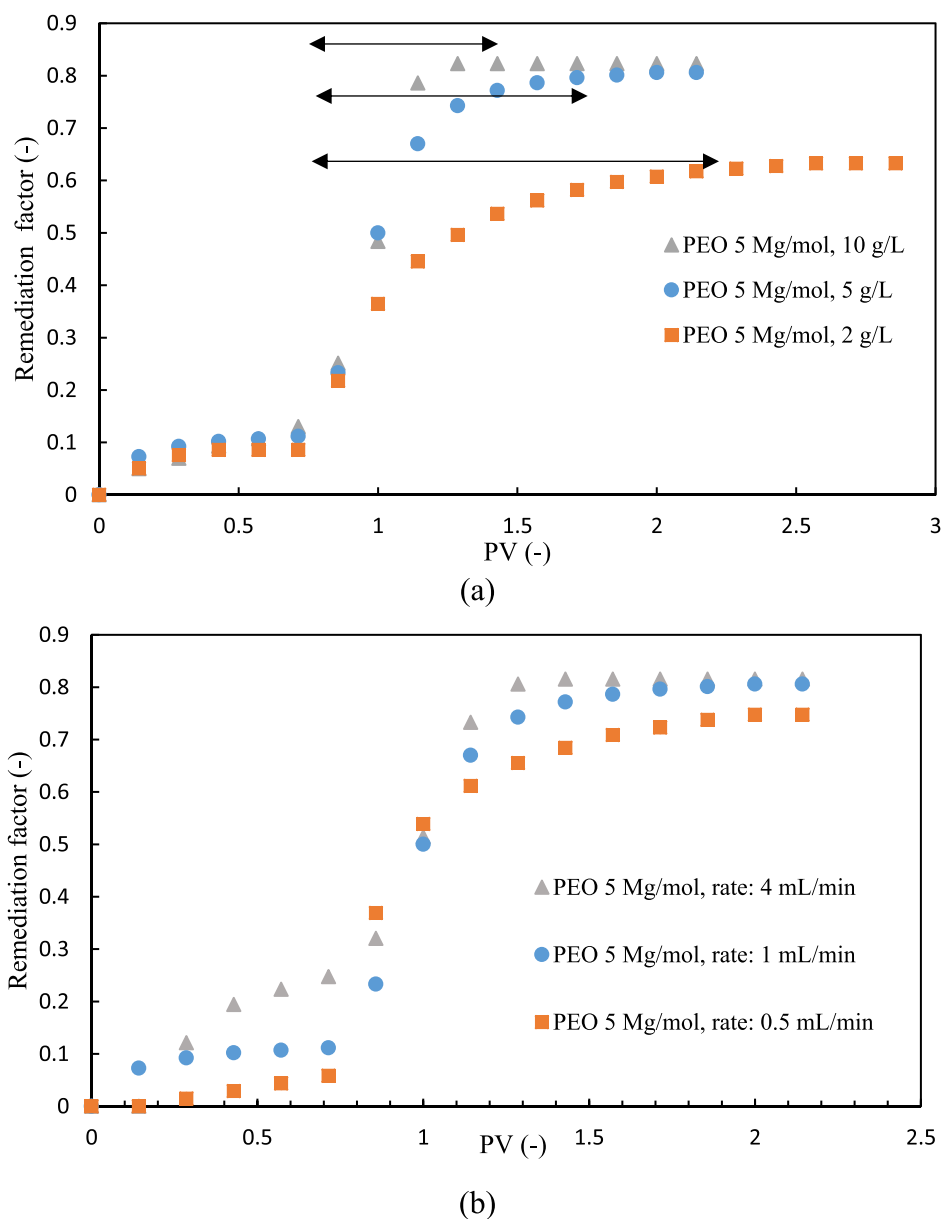 0.9
0.8
0.7
0.6
0.5
0.4
0.3
0.2
0.1
0
Remediation factor (-)
PEO 5 Mg/mol, 10 g/L
PEO 5 Mg/mol, 5 g/L
PEO 5 Mg/mol, 2 g/L
0 0.5 1 1.5 2 2.5 3
PV (-)
(a)
0.9
0.8
0.7
0.6
0.5
0.4
0.3
0.2
0.1
0
Remediation factor (-)
PEO 5 Mg/mol, rate: 4 mL/min
PEO 5 Mg/mol, rate: 1 mL/min
PEO 5 Mg/mol, rate: 0.5 mL/min
0 0.5 1 1.5 2 2.5
PV (-)
(b)